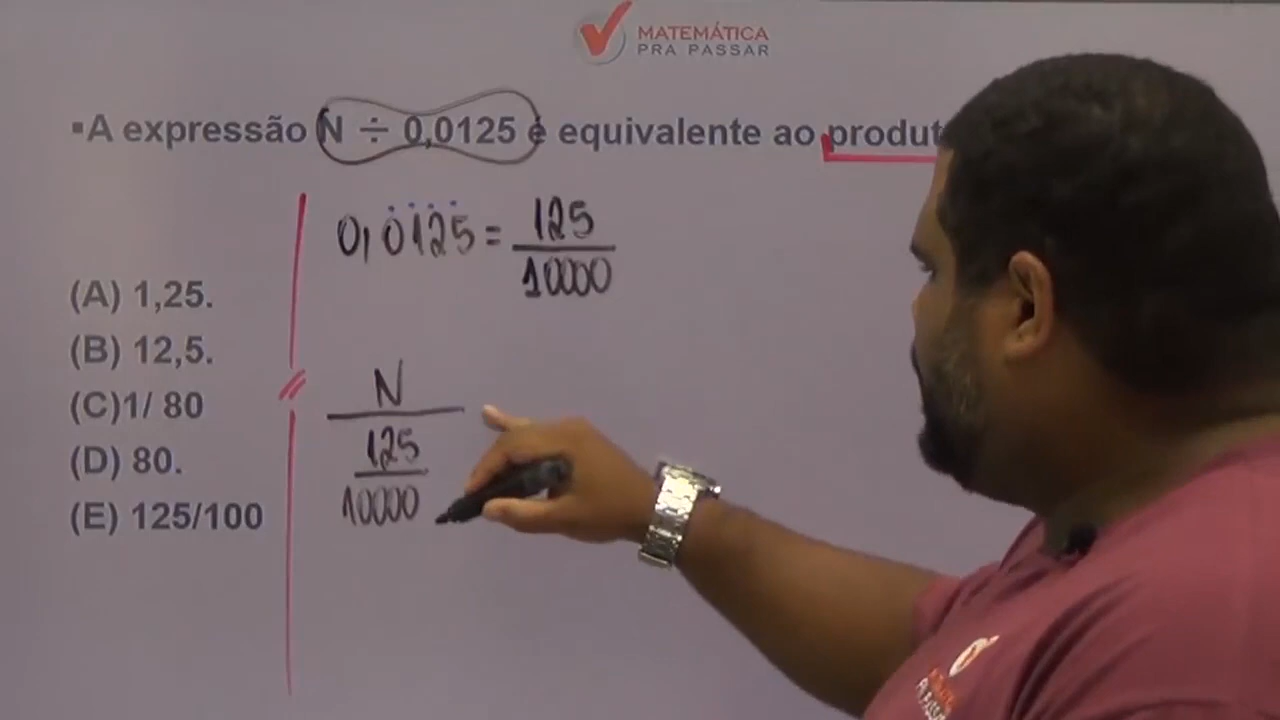 MATEMÁTICA
PRA PASSAR
▪A expressão N ÷ 0,0125 é equivalente ao
0,0125 = 125/10000
(A) 1,25.
(B) 12,5.
(C)1/ 80
(D) 80.
(E) 125/100
N
125
10000